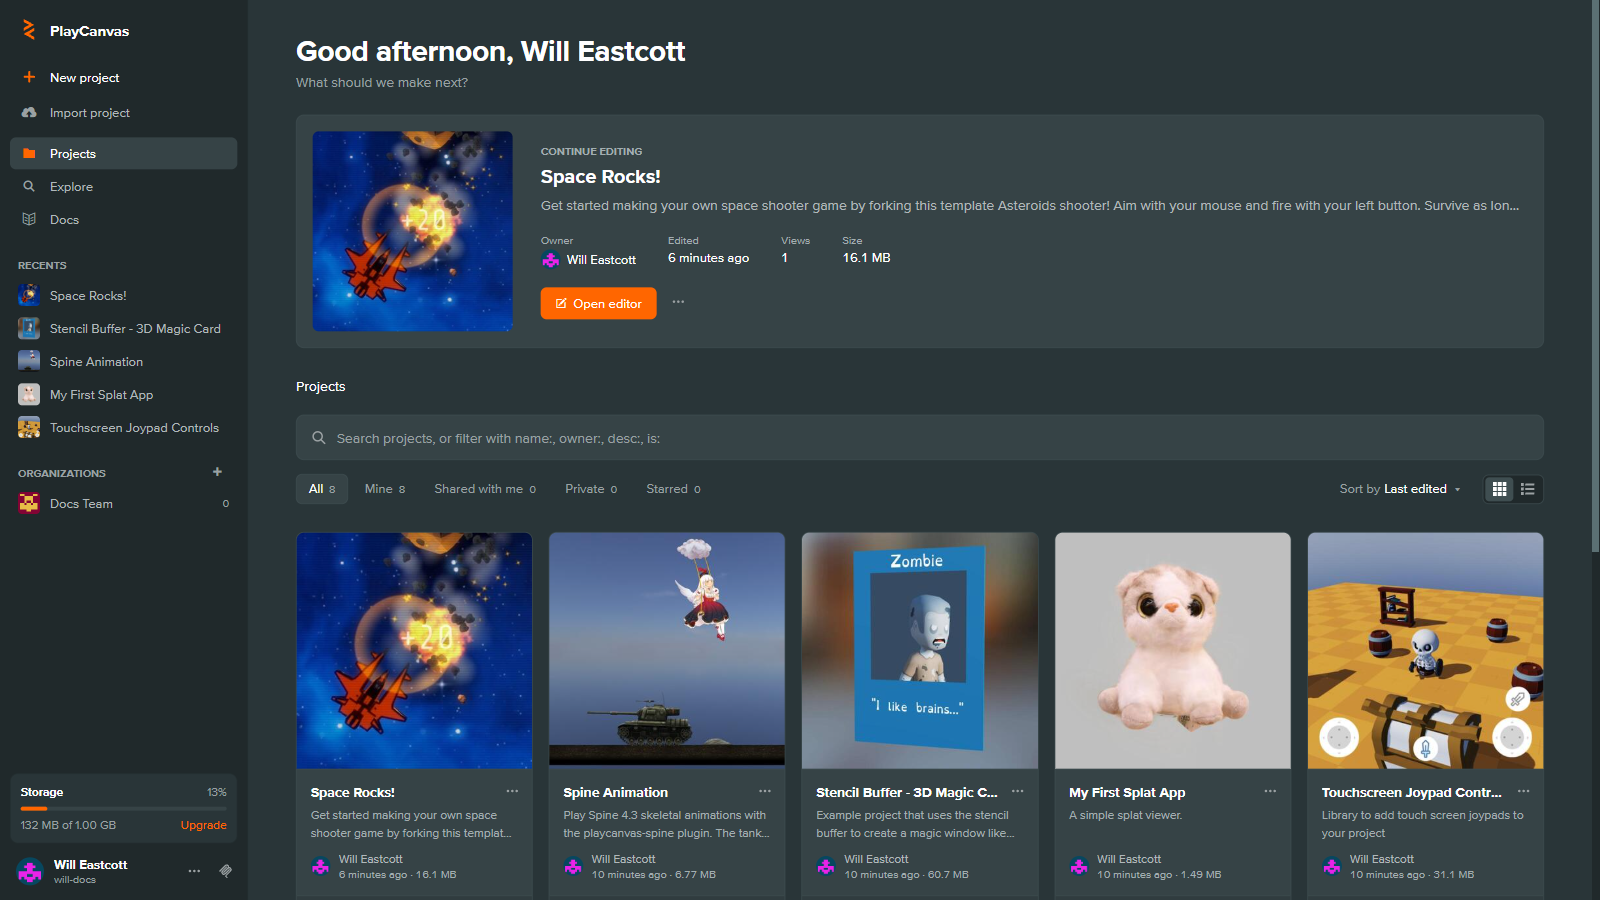 PlayCanvas
New project
Import project
Projects
Explore
Docs
RECENTS
Space Rocks!
Stencil Buffer - 3D Magic Card
Spine Animation
My First Splat App
Touchscreen Joypad Controls
ORGANIZATIONS
Docs Team 0
Storage 13%
132 MB of 1.00 GB Upgrade
Will Eastcott
will-docs
Good afternoon, Will Eastcott
What should we make next?
+20
CONTINUE EDITING
Space Rocks!
Get started making your own space shooter game by forking this template Asteroids shooter! Aim with your mouse and fire with your left button. Survive as lon...
Owner Edited Views Size
Will Eastcott 6 minutes ago 1 16.1 MB
Open editor
Projects
Search projects, or filter with name:, owner:, desc:, is:
All 8 Mine 8 Shared with me 0 Private 0 Starred 0
Sort by Last edited
+20
Space Rocks!
Get started making your own space
shooter game by forking this templat...
Will Eastcott
6 minutes ago · 16.1 MB
Spine Animation
Play Spine 4.3 skeletal animations with
the playcanvas-spine plugin. The tank...
Will Eastcott
10 minutes ago · 6.77 MB
Zombie
"I like brains..."
Stencil Buffer - 3D Magic C...
Example project that uses the stencil
buffer to create a magic window like...
Will Eastcott
10 minutes ago · 60.7 MB
My First Splat App
A simple splat viewer.
Will Eastcott
10 minutes ago · 1.49 MB
Touchscreen Joypad Contr...
Library to add touch screen joypads to
your project
Will Eastcott
10 minutes ago · 31.1 MB